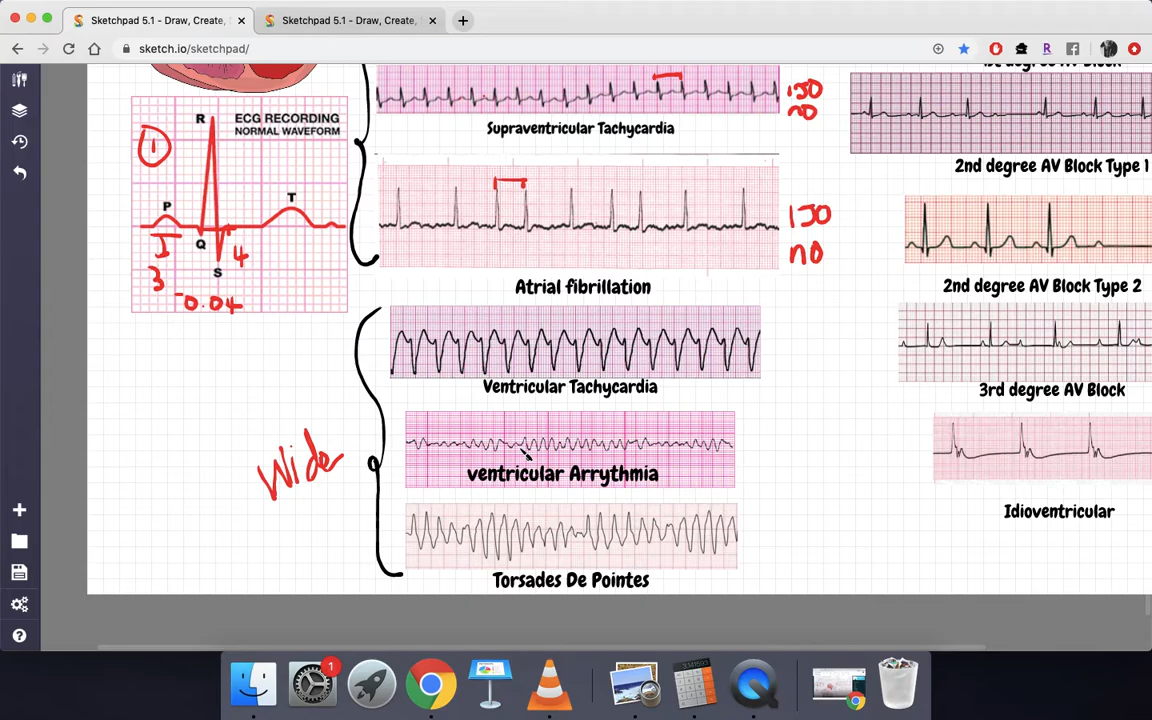 Sketchpad 5.1 - Draw, Create,
Sketchpad 5.1 - Draw, Create,
sketch.io/sketchpad/
R
ECG RECORDING
NORMAL WAVEFORM
1
P
T
Q
S
3
4
-0.04
Supraventricular Tachycardia
150
no
Atrial fibrillation
150
no
Ventricular Tachycardia
ventricular Arrythmia
Torsades De Pointes
Wide
2nd degree AV Block Type 1
2nd degree AV Block Type 2
3rd degree AV Block
Idioventricular
1